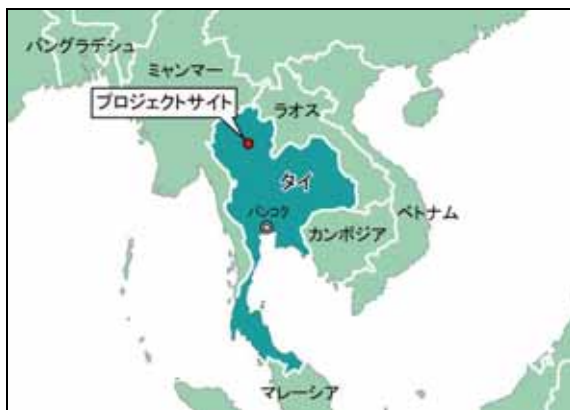 バングラデシュ
ミャンマー
プロジェクトサイト
ラオス
タイ
バンコク
カンボジア
ベトナム
マレーシア